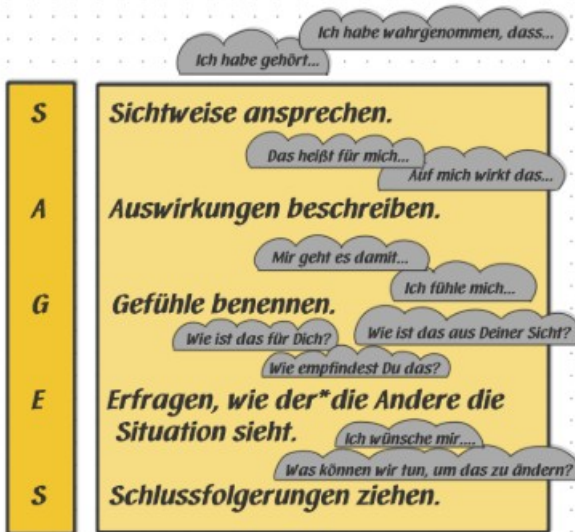 Ich habe wahrgenommen, dass...
Ich habe gehört...
S
Sichtweise ansprechen.
Das heißt für mich...
Auf mich wirkt das...
A
Auswirkungen beschreiben.
Mir geht es damit...
Ich fühle mich...
G
Gefühle benennen.
Wie ist das für Dich?
Wie ist das aus Deiner Sicht?
Wie empfindest Du das?
E
Erfragen, wie der*die Andere die
Situation sieht.
Ich wünsche mir....
Was können wir tun, um das zu ändern?
S
Schlussfolgerungen ziehen.